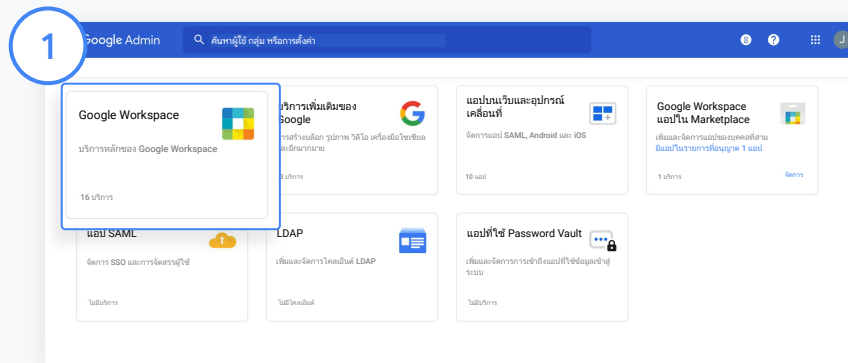 1
Google Admin
ค้นหาผู้ใช้ กลุ่ม หรือการตั้งค่า
J
Google Workspace
บริการหลักของ Google Workspace
16 บริการ
บริการเพิ่มเติมของ
Google
การสร้างบล็อก รูปภาพ วิดีโอ เครื่องมือโซเชียล
และอีกมากมาย
บริการ
แอปบนเว็บและอุปกรณ์
เคลื่อนที่
จัดการแอป SAML, Android และ iOS
10 แอป
Google Workspace
แอปใน Marketplace
เพิ่มและจัดการแอปของบุคคลที่สาม
มีแอปในรายการที่อนุญาต 1 แอป
1 บริการ
จัดการ
แอป SAML
จัดการ SSO และการจัดสรรผู้ใช้
ไม่มีบริการ
LDAP
เพิ่มและจัดการไคลเอ็นต์ LDAP
ไม่มีไคลเอ็นต์
แอปที่ใช้ Password Vault
เพิ่มและจัดการการเข้าถึงแอปที่ใช้ข้อมูลเข้าสู่
ระบบ
ไม่มีบริการ